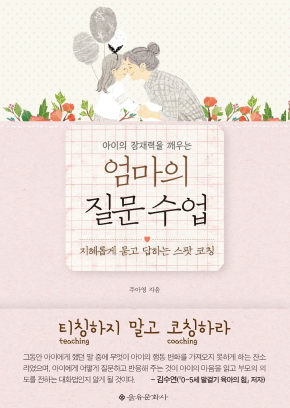 아이의 잠재력을 깨우는
엄마의
질문 수업
지혜롭게 묻고 답하는 스팟 코칭
주아영 지음
티칭하지 말고 코칭하라
teaching coaching
그동안 아이에게 했던 말 중에 무엇이 아이의 행동 변화를 가져오지 못하게 하는 잔소
리였으며, 아이에게 어떻게 질문하고 반응해 주는 것이 아이의 마음을 읽고 부모의 의
도를 전하는 대화법인지 알게 될 것이다. – 김수연(『0~5세 말걸기 육아의 힘』 저자)
을유문화사